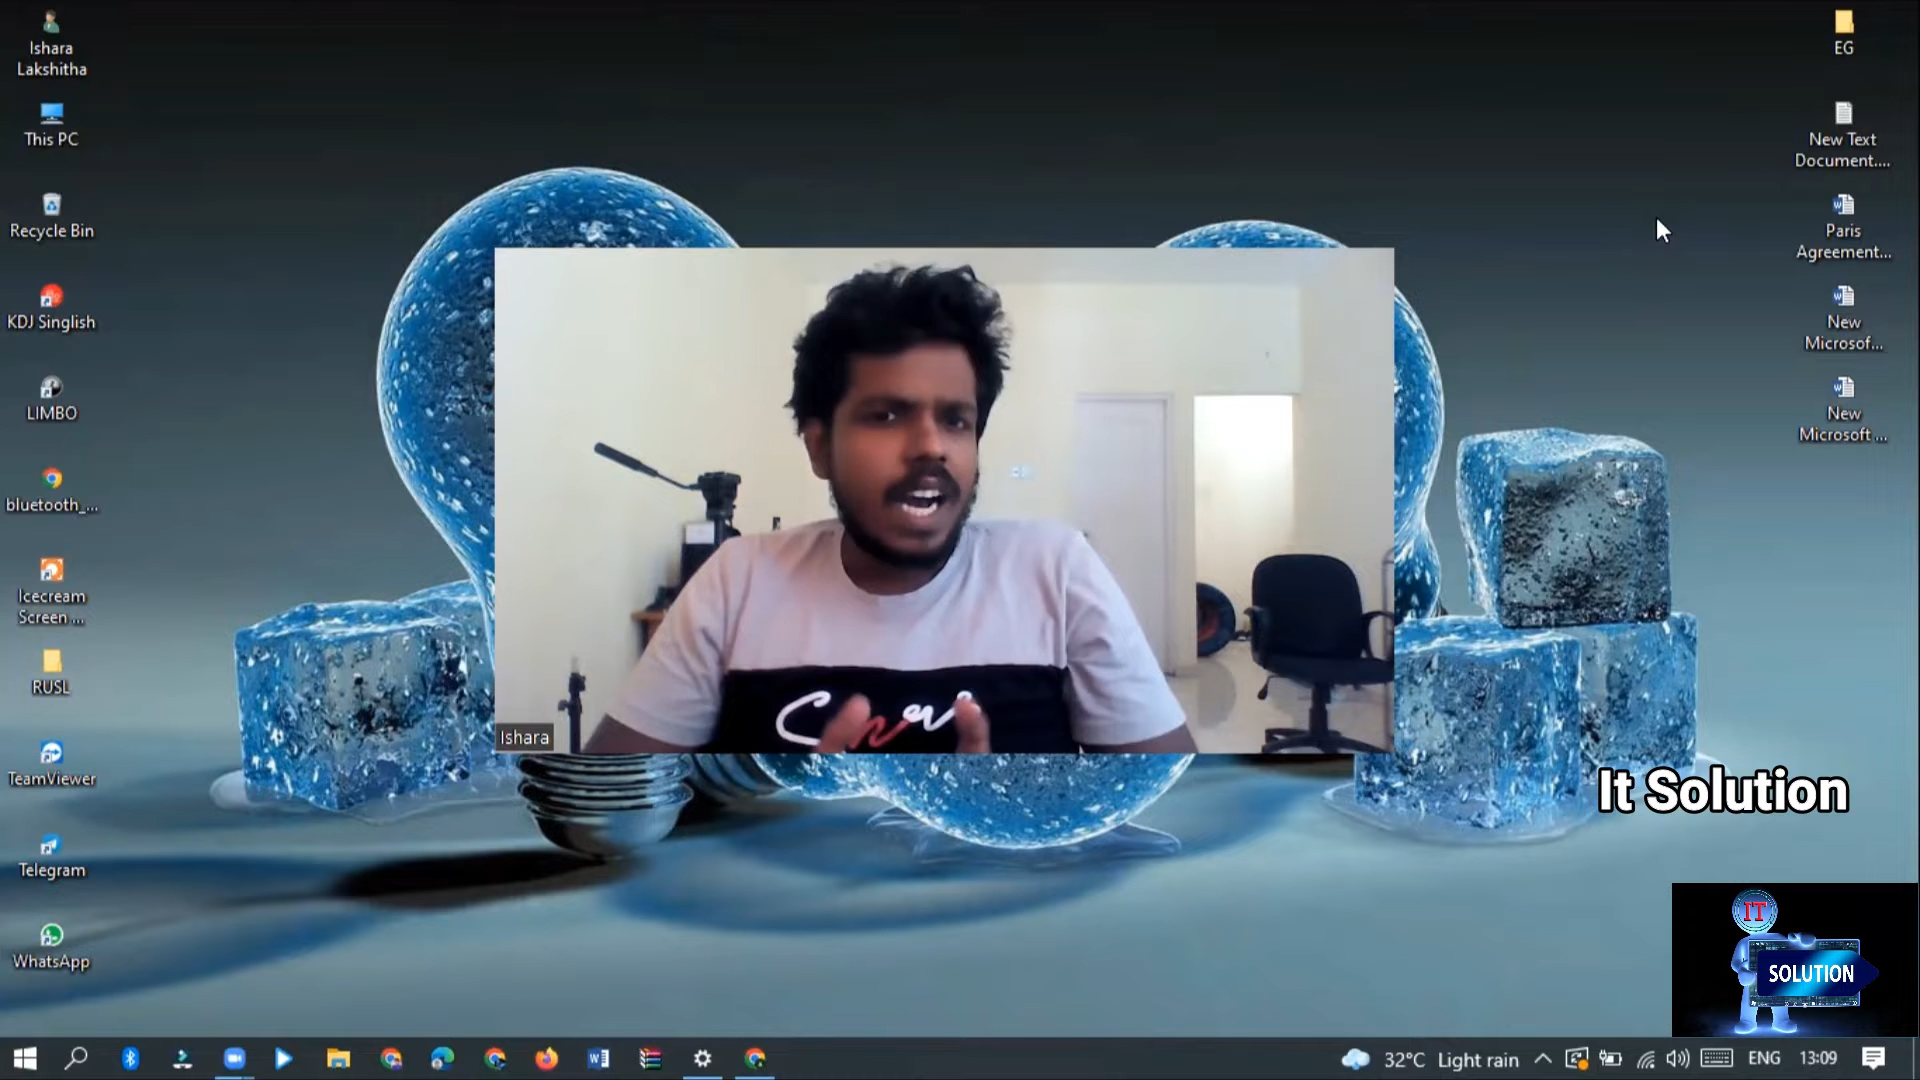 Ishara
Lakshitha
This PC
Recycle Bin
KDJ Singlish
LIMBO
bluetooth_...
Icecream
Screen ...
RUSL
TeamViewer
Telegram
WhatsApp
EG
New Text
Document....
Paris
Agreement...
New
Microsof...
New
Microsoft ...
Ishara
It Solution
IT
SOLUTION
32°C Light rain
ENG
13:09